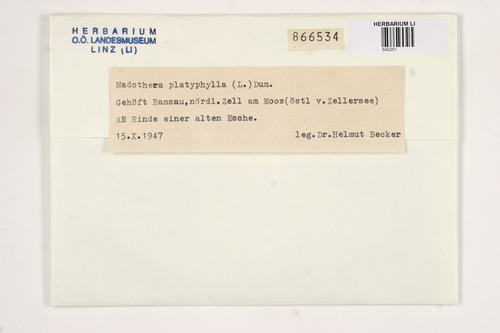 HERBARIUM
O.Ö. LANDESMUSEUM
LINZ (LI)
866534
HERBARIUM LI
Madothera platyphylla (L.)Dum.
Gehöft Ramsau,nördl.Zell am Moos(östl v.Zellersee)
AN Rinde einer alten Esche.
15.X.1947 leg.Dr.Helmut Becker